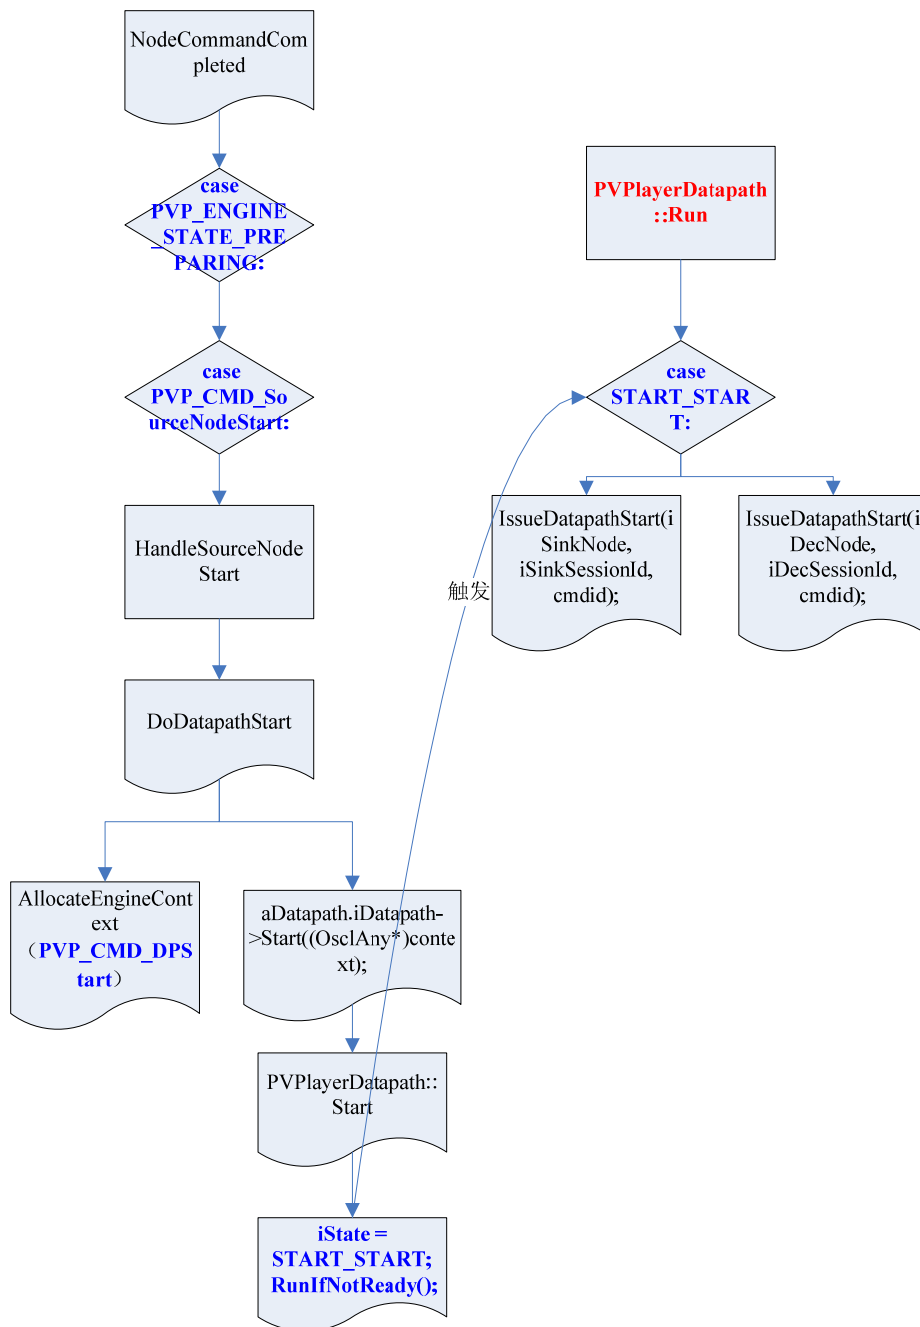 NodeCommandCom
pleted
case
PVP_ENGINE
_STATE_PRE
PARING:
case
PVP_CMD_So
urceNodeStart:
HandleSourceNode
Start
DoDatapathStart
AllocateEngineCont
ext
（PVP_CMD_DPS
tart）
aDatapath.iDatapath-
>Start((OsclAny*)conte
xt);
PVPlayerDatapath::
Start
iState =
START_START;
RunIfNotReady();
触发
PVPlayerDatapath
::Run
case
START_STAR
T:
IssueDatapathStart(i
SinkNode,
iSinkSessionId,
cmdid);
IssueDatapathStart(i
DecNode,
iDecSessionId,
cmdid);